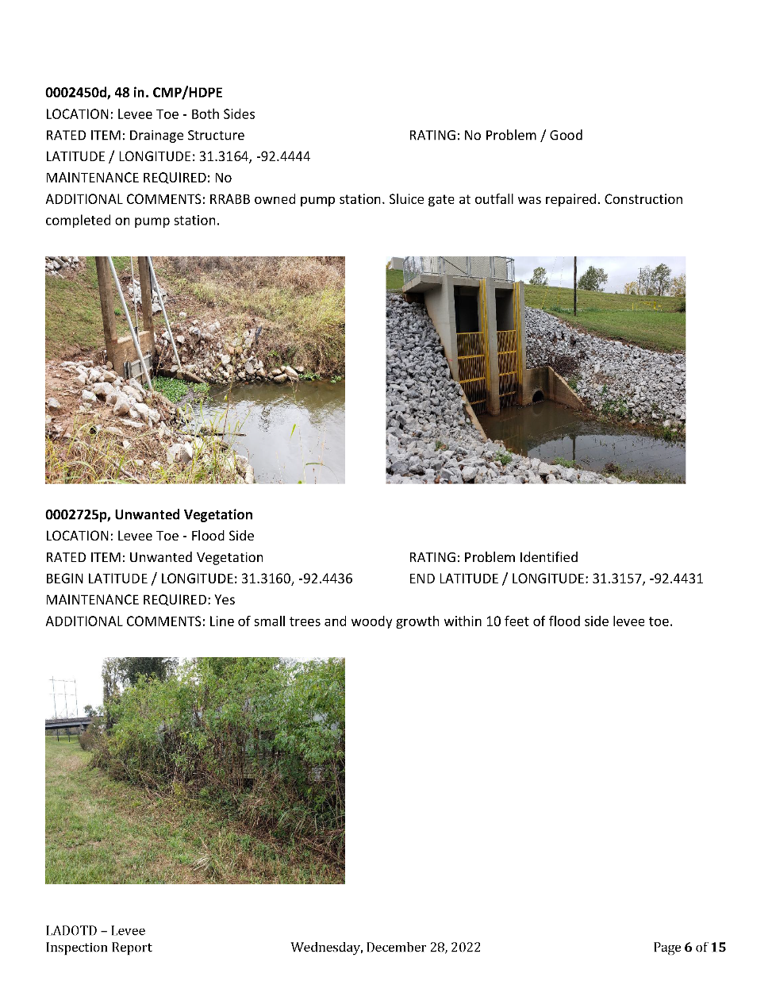 0002450d, 48 in. CMP/HDPE
LOCATION: Levee Toe - Both Sides
RATED ITEM: Drainage Structure RATING: No Problem / Good
LATITUDE / LONGITUDE: 31.3164, -92.4444
MAINTENANCE REQUIRED: No
ADDITIONAL COMMENTS: RRABB owned pump station. Sluice gate at outfall was repaired. Construction
completed on pump station.
0002725p, Unwanted Vegetation
LOCATION: Levee Toe - Flood Side
RATED ITEM: Unwanted Vegetation RATING: Problem Identified
BEGIN LATITUDE / LONGITUDE: 31.3160, -92.4436 END LATITUDE / LONGITUDE: 31.3157, -92.4431
MAINTENANCE REQUIRED: Yes
ADDITIONAL COMMENTS: Line of small trees and woody growth within 10 feet of flood side levee toe.
LADOTD – Levee
Inspection Report Wednesday, December 28, 2022 Page 6 of 15